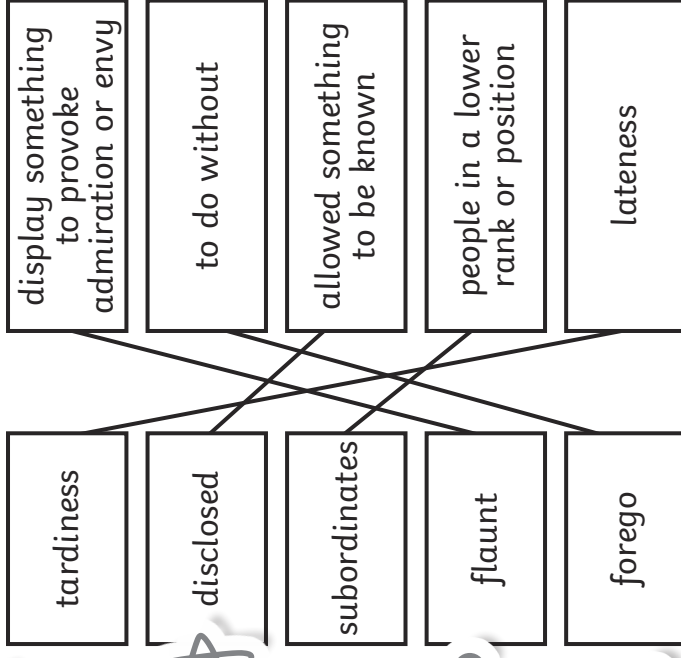 tardiness
disclosed
subordinates
flaunt
forego
display something
to provoke
admiration or envy
to do without
allowed something
to be known
people in a lower
rank or position
lateness